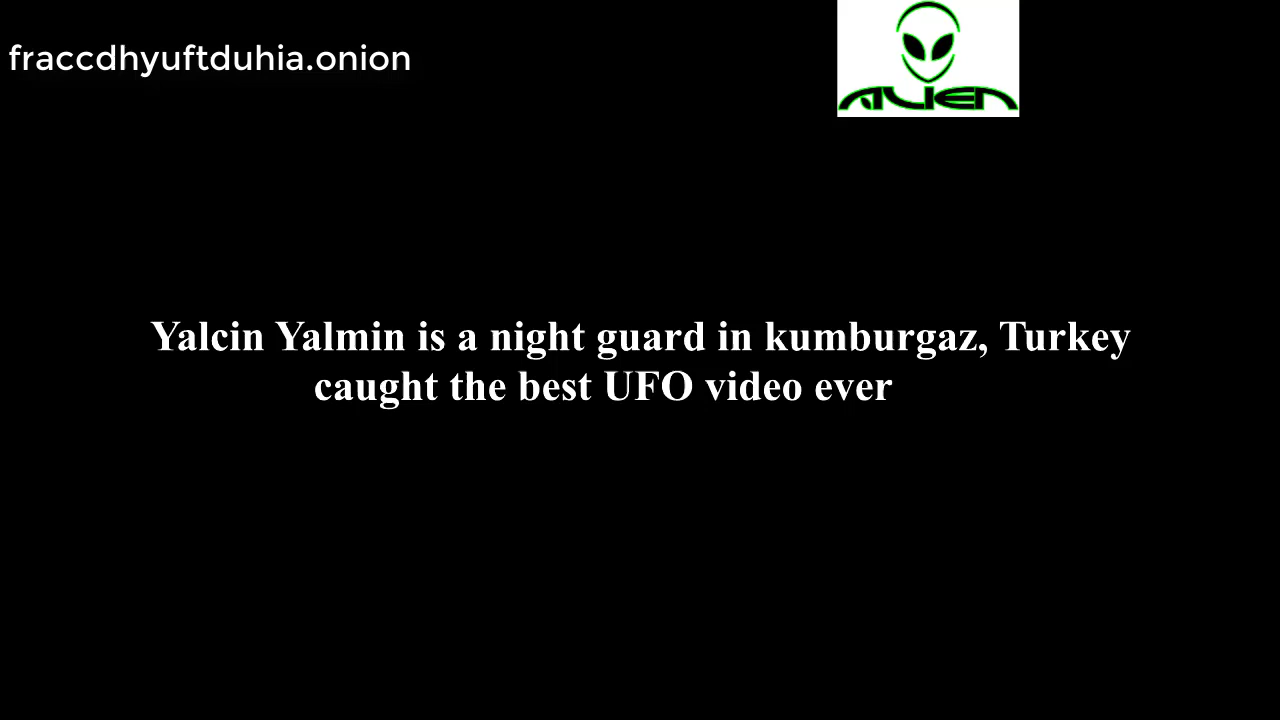 fraccdhyuftduhia.onion
ALIEN
Yalcin Yalmin is a night guard in kumburgaz, Turkey
caught the best UFO video ever